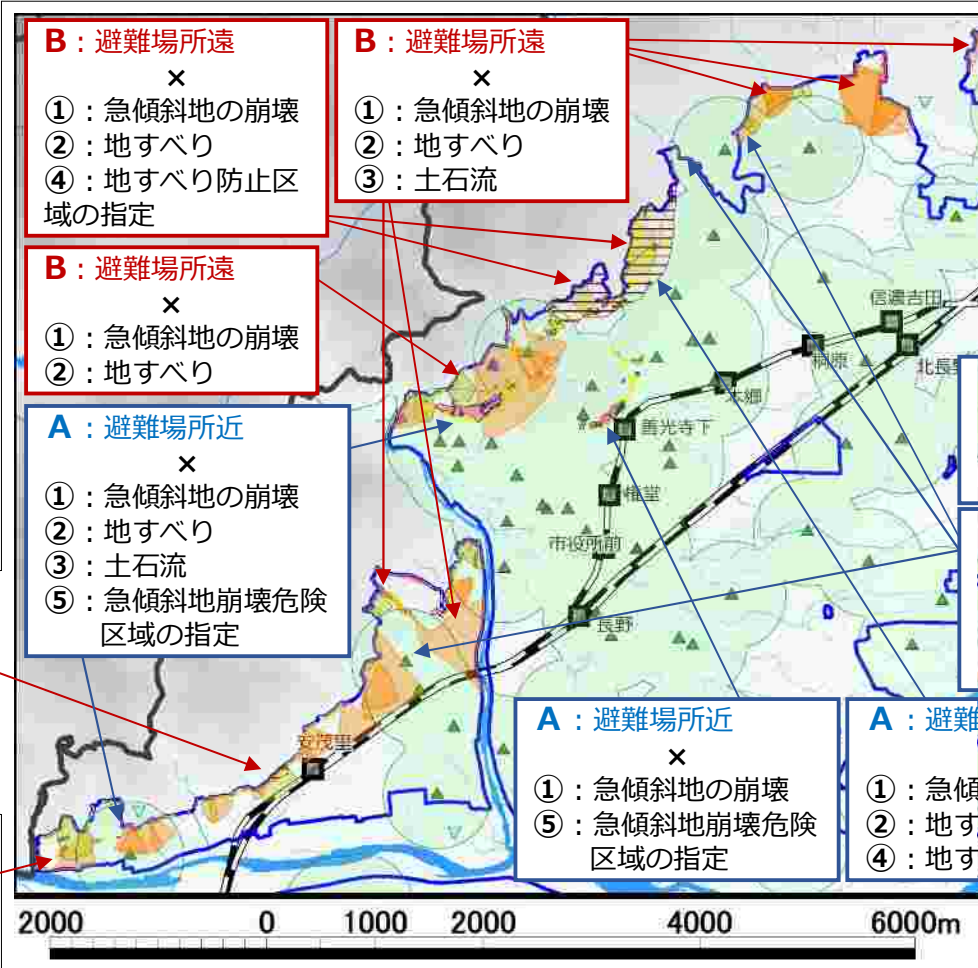 B：避難場所遠
×
①：急傾斜地の崩壊
②：地すべり
④：地すべり防止区
域の指定
B：避難場所遠
×
①：急傾斜地の崩壊
②：地すべり
③：土石流
B：避難場所遠
×
①：急傾斜地の崩壊
②：地すべり
A：避難場所近
×
①：急傾斜地の崩壊
②：地すべり
③：土石流
⑤：急傾斜地崩壊危険
区域の指定
信濃吉田
桐原
北長野
本郷
善光寺下
権堂
市役所前
長野
安茂里
A：避難場所近
×
①：急傾斜地の崩壊
⑤：急傾斜地崩壊危険
区域の指定
A：避難
①：急傾
②：地す
④：地す
2000 0 1000 2000 4000 6000m